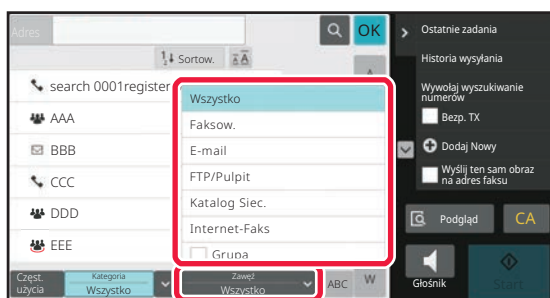 Adres
OK
Sortow.
search 0001register
AAA
BBB
CCC
DDD
EEE
Wszystko
Faksow.
E-mail
FTP/Pulpit
Katalog Siec.
Internet-Faks
Grupa
Częst.
użycia
Kategoria
Wszystko
Zawęź
Wszystko
ABC
W
Ostatnie zadania
Historia wysyłania
Wywołaj wyszukiwanie
numerów
Bezp. TX
Dodaj Nowy
Wyślij ten sam obraz
na adres faksu
Podgląd
CA
Głośnik
Start